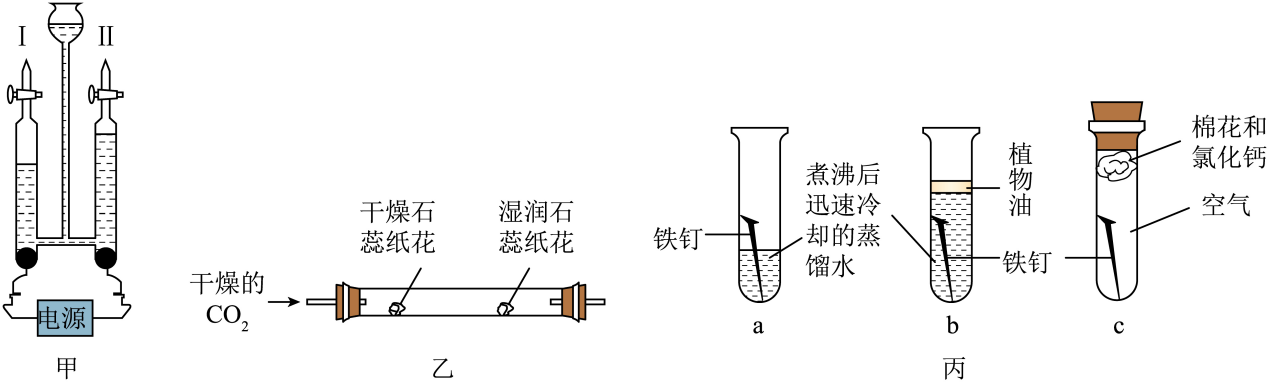 I
II
电源
甲
干燥的
CO₂
干燥石
蕊纸花
湿润石
蕊纸花
乙
铁钉
煮沸后
迅速冷
却的蒸
馏水
植
物
油
铁钉
棉花和
氯化钙
空气
a
b
c
丙